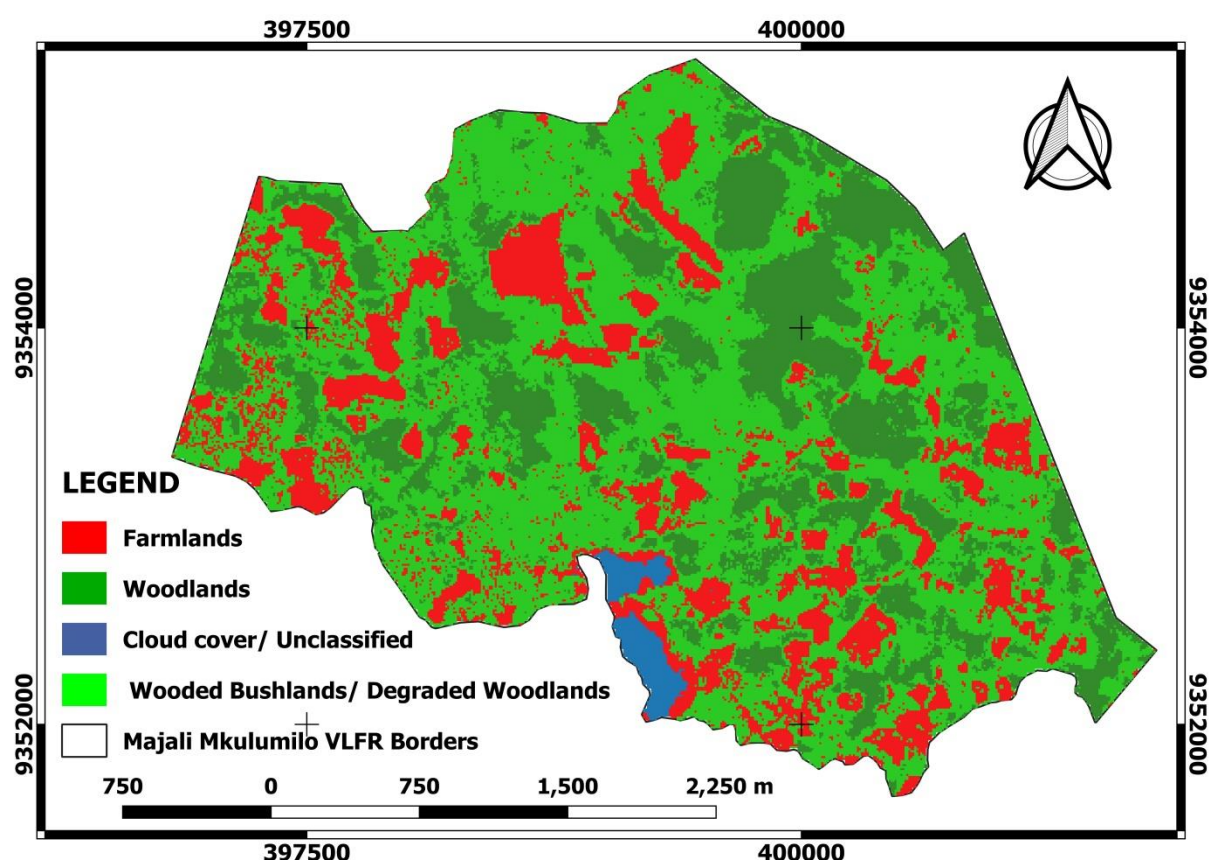 397500 400000
9354000 9354000
LEGEND
Farmlands
Woodlands
Cloud cover/ Unclassified
Wooded Bushlands/ Degraded Woodlands
Majali Mkulumilo VLFR Borders
9352000 9352000
750 0 750 1,500 2,250 m
397500 400000